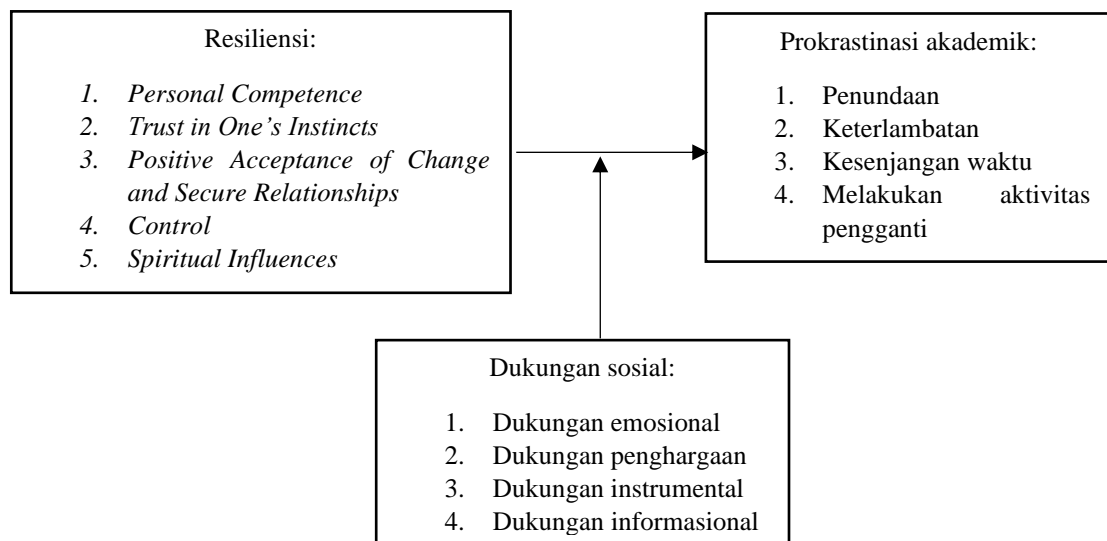 Resiliensi:
1. Personal Competence
2. Trust in One’s Instincts
3. Positive Acceptance of Change
and Secure Relationships
4. Control
5. Spiritual Influences
Prokrastinasi akademik:
1. Penundaan
2. Keterlambatan
3. Kesenjangan waktu
4. Melakukan aktivitas
pengganti
Dukungan sosial:
1. Dukungan emosional
2. Dukungan penghargaan
3. Dukungan instrumental
4. Dukungan informasional